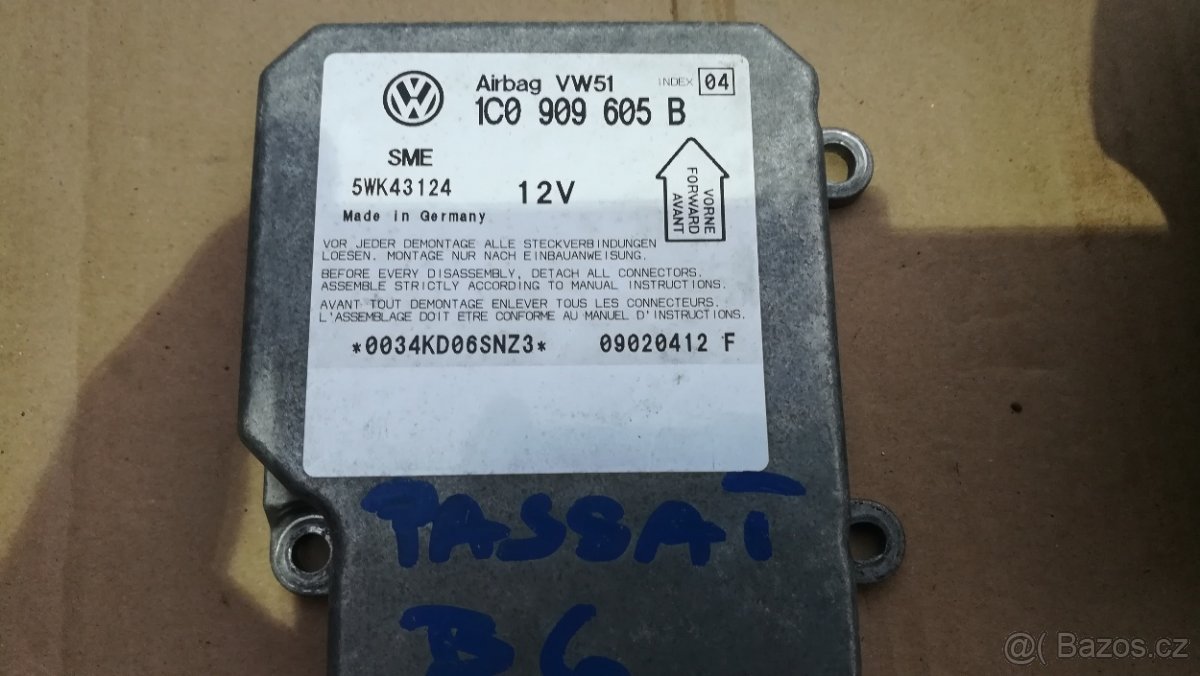 Airbag VW51 INDEX 04
1C0 909 605 B
SME
5WK43124 12V
Made in Germany
VORNE
FORWARD
AVANT
VOR JEDER DEMONTAGE ALLE STECKVERBINDUNGEN
LOESEN. MONTAGE NUR NACH EINBAUANWEISUNG.
BEFORE EVERY DISASSEMBLY, DETACH ALL CONNECTORS.
ASSEMBLE STRICTLY ACCORDING TO MANUAL INSTRUCTIONS.
AVANT TOUT DEMONTAGE ENLEVER TOUS LES CONNECTEURS.
L'ASSEMBLAGE DOIT ETRE CONFORME AU MANUEL D'INSTRUCTIONS.
*0034KD06SNZ3* 09020412 F
PASSAT
B6
@( Bazos.cz